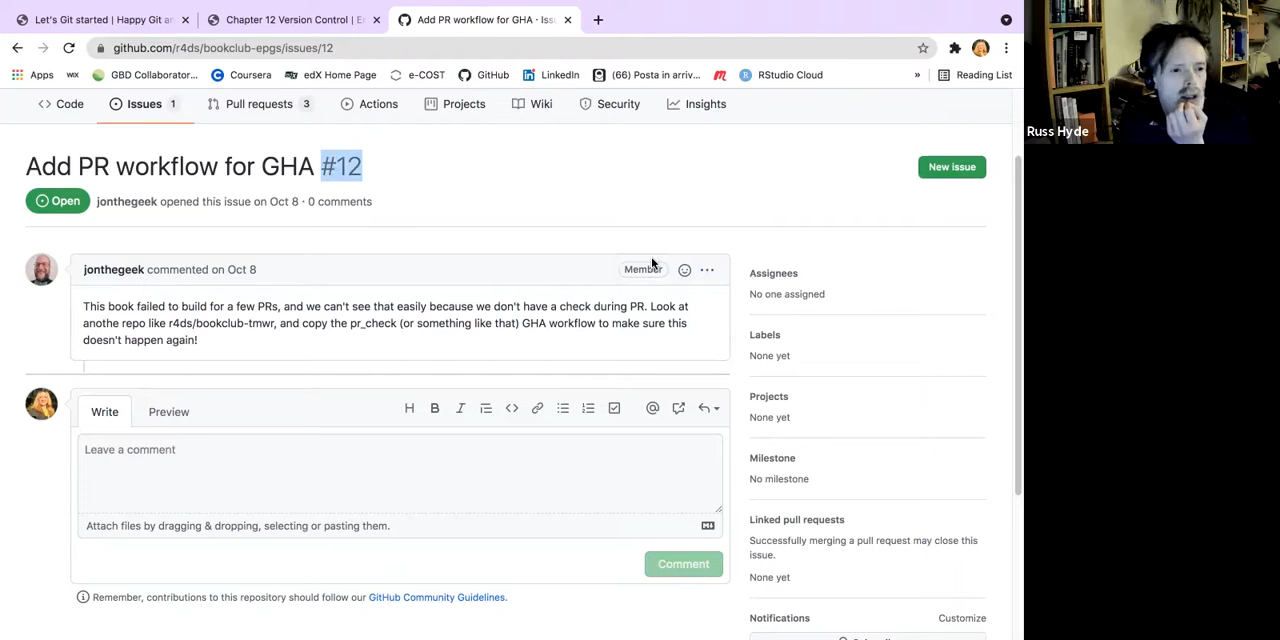 Let's Git started | Happy Git an
Chapter 12 Version Control | E
Add PR workflow for GHA · Iss
github.com/r4ds/bookclub-epgs/issues/12
Apps
WIX
GBD Collaborator...
Coursera
edX Home Page
e-COST
GitHub
LinkedIn
(66) Posta in arriv...
RStudio Cloud
»
Reading List
Code
Issues 1
Pull requests 3
Actions
Projects
Wiki
Security
Insights
Russ Hyde
Add PR workflow for GHA #12
New issue
Open
jonthegeek opened this issue on Oct 8 · 0 comments
jonthegeek commented on Oct 8
Member
This book failed to build for a few PRs, and we can't see that easily because we don't have a check during PR. Look at
anothe repo like r4ds/bookclub-tmwr, and copy the pr_check (or something like that) GHA workflow to make sure this
doesn't happen again!
Assignees
No one assigned
Labels
None yet
Projects
None yet
Milestone
No milestone
Linked pull requests
Successfully merging a pull request may close this
issue.
None yet
Notifications
Customize
Write
Preview
Leave a comment
Attach files by dragging & dropping, selecting or pasting them.
Comment
Remember, contributions to this repository should follow our GitHub Community Guidelines.